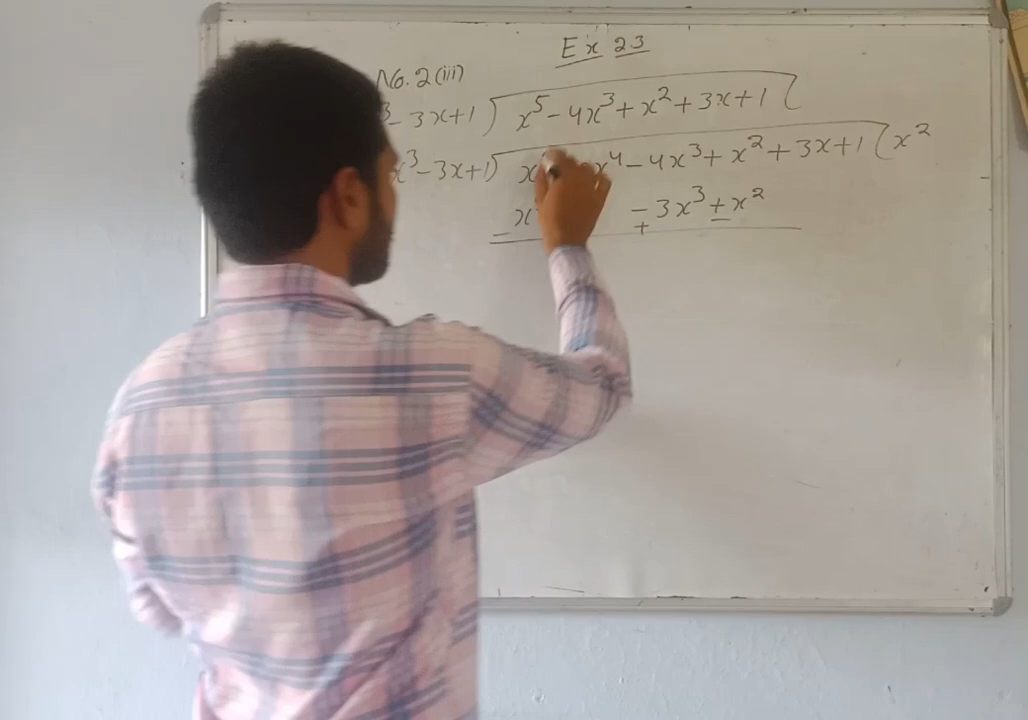 Ex 23
No. 2 (iii)
³ - 3x+1 ) x⁵ - 4x³ + x² + 3x + 1 (
x³ - 3x+1 ) x x⁴ - 4x³ + x² + 3x + 1 ( x²
x - 3x³ + x²
- + -